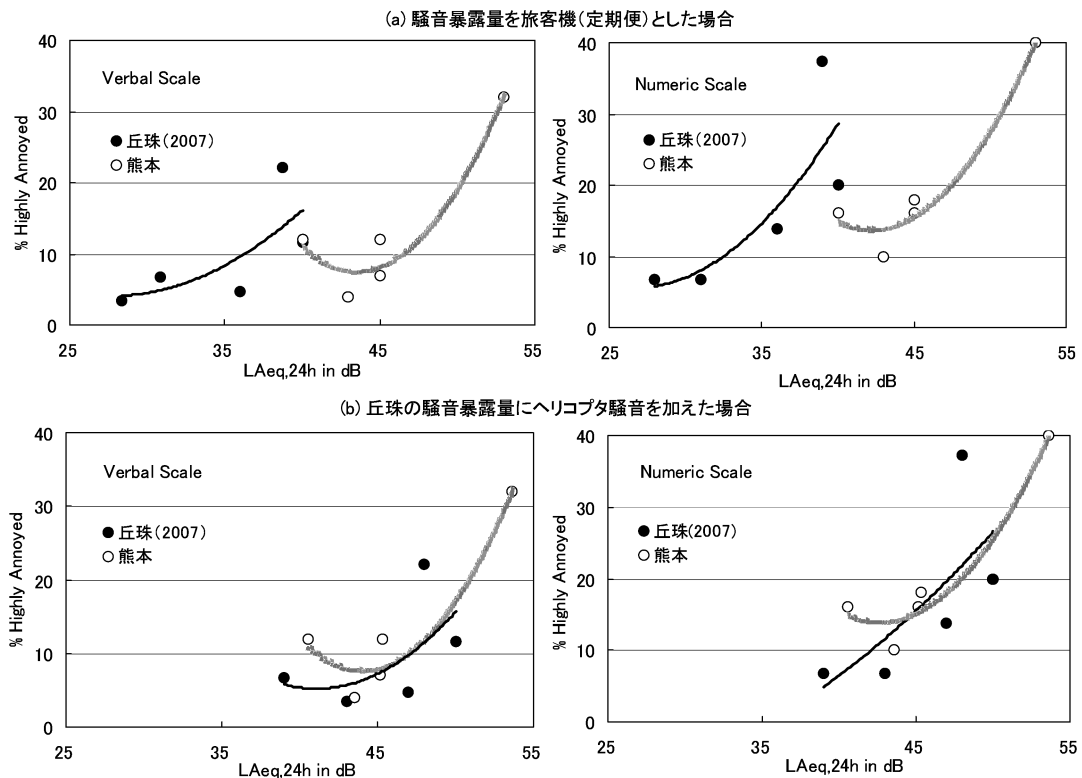 (a) 騒音暴露量を旅客機(定期便)とした場合
Verbal Scale
丘珠(2007)
熊本
% Highly Annoyed
40
30
20
10
0
25
35
45
55
LAeq,24h in dB
Numeric Scale
丘珠(2007)
熊本
% Highly Annoyed
40
30
20
10
0
25
35
45
55
LAeq,24h in dB
(b) 丘珠の騒音暴露量にヘリコプタ騒音を加えた場合
Verbal Scale
丘珠(2007)
熊本
% Highly Annoyed
40
30
20
10
0
25
35
45
55
LAeq,24h in dB
Numeric Scale
丘珠(2007)
熊本
% Highly Annoyed
40
30
20
10
0
25
35
45
55
LAeq,24h in dB